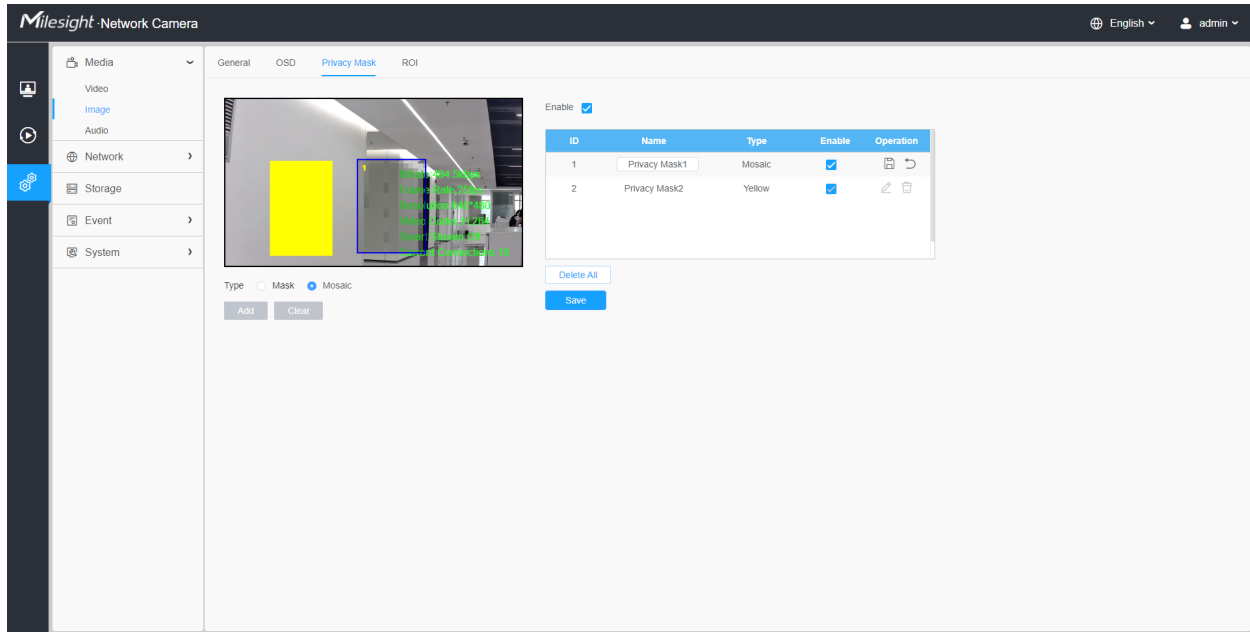 Milesight · Network Camera
English
admin
Media
Video
Image
Audio
Network
Storage
Event
System
General OSD Privacy Mask ROI
1
Type Mask Mosaic
Add Clear
Enable
ID Name Type Enable Operation
1 Privacy Mask1 Mosaic
2 Privacy Mask2 Yellow
Delete All
Save